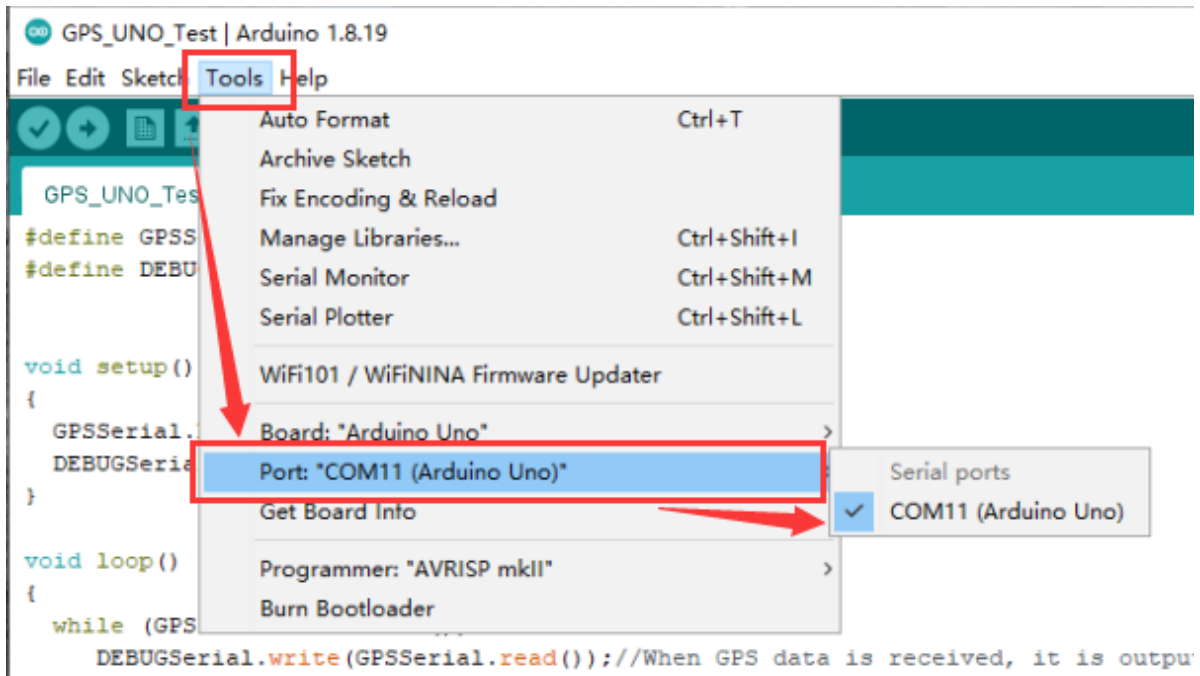 GPS_UNO_Test | Arduino 1.8.19
File Edit Sketch Tools Help
Auto Format Ctrl+T
Archive Sketch
GPS_UNO_Tes
Fix Encoding & Reload
#define GPSS
Manage Libraries... Ctrl+Shift+I
#define DEBU
Serial Monitor Ctrl+Shift+M
Serial Plotter Ctrl+Shift+L
void setup()
WiFi101 / WiFiNINA Firmware Updater
{
GPSSerial.
Board: "Arduino Uno"
DEBUGSeria
Port: "COM11 (Arduino Uno)"
Serial ports
}
Get Board Info
COM11 (Arduino Uno)
void loop()
Programmer: "AVRISP mkII"
{
Burn Bootloader
while (GPS
DEBUGSerial.write(GPSSerial.read());//When GPS data is received, it is outpu